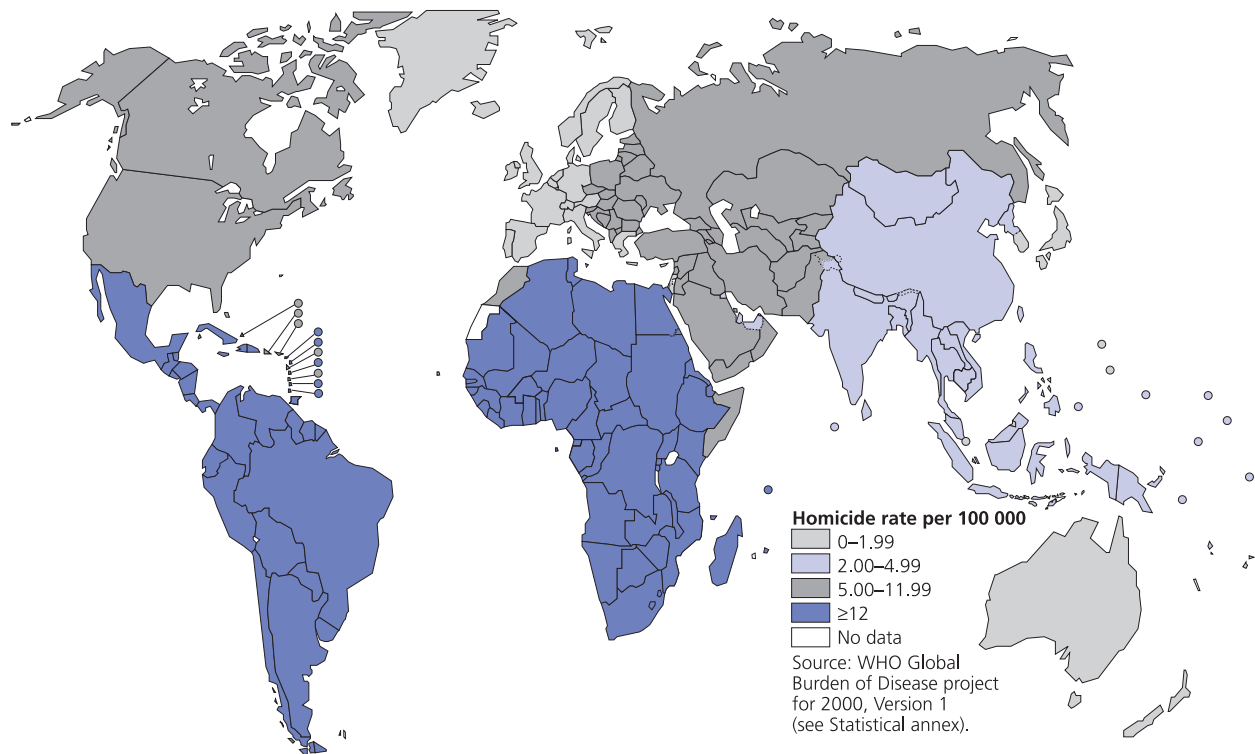 Homicide rate per 100 000
0–1.99
2.00–4.99
5.00–11.99
≥12
No data
Source: WHO Global
Burden of Disease project
for 2000, Version 1
(see Statistical annex).